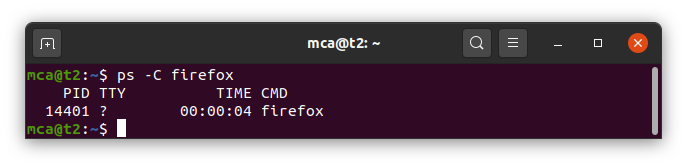 mca@t2: ~
mca@t2:~$ ps -C firefox
    PID TTY          TIME CMD
  14401 ?        00:00:04 firefox
mca@t2:~$